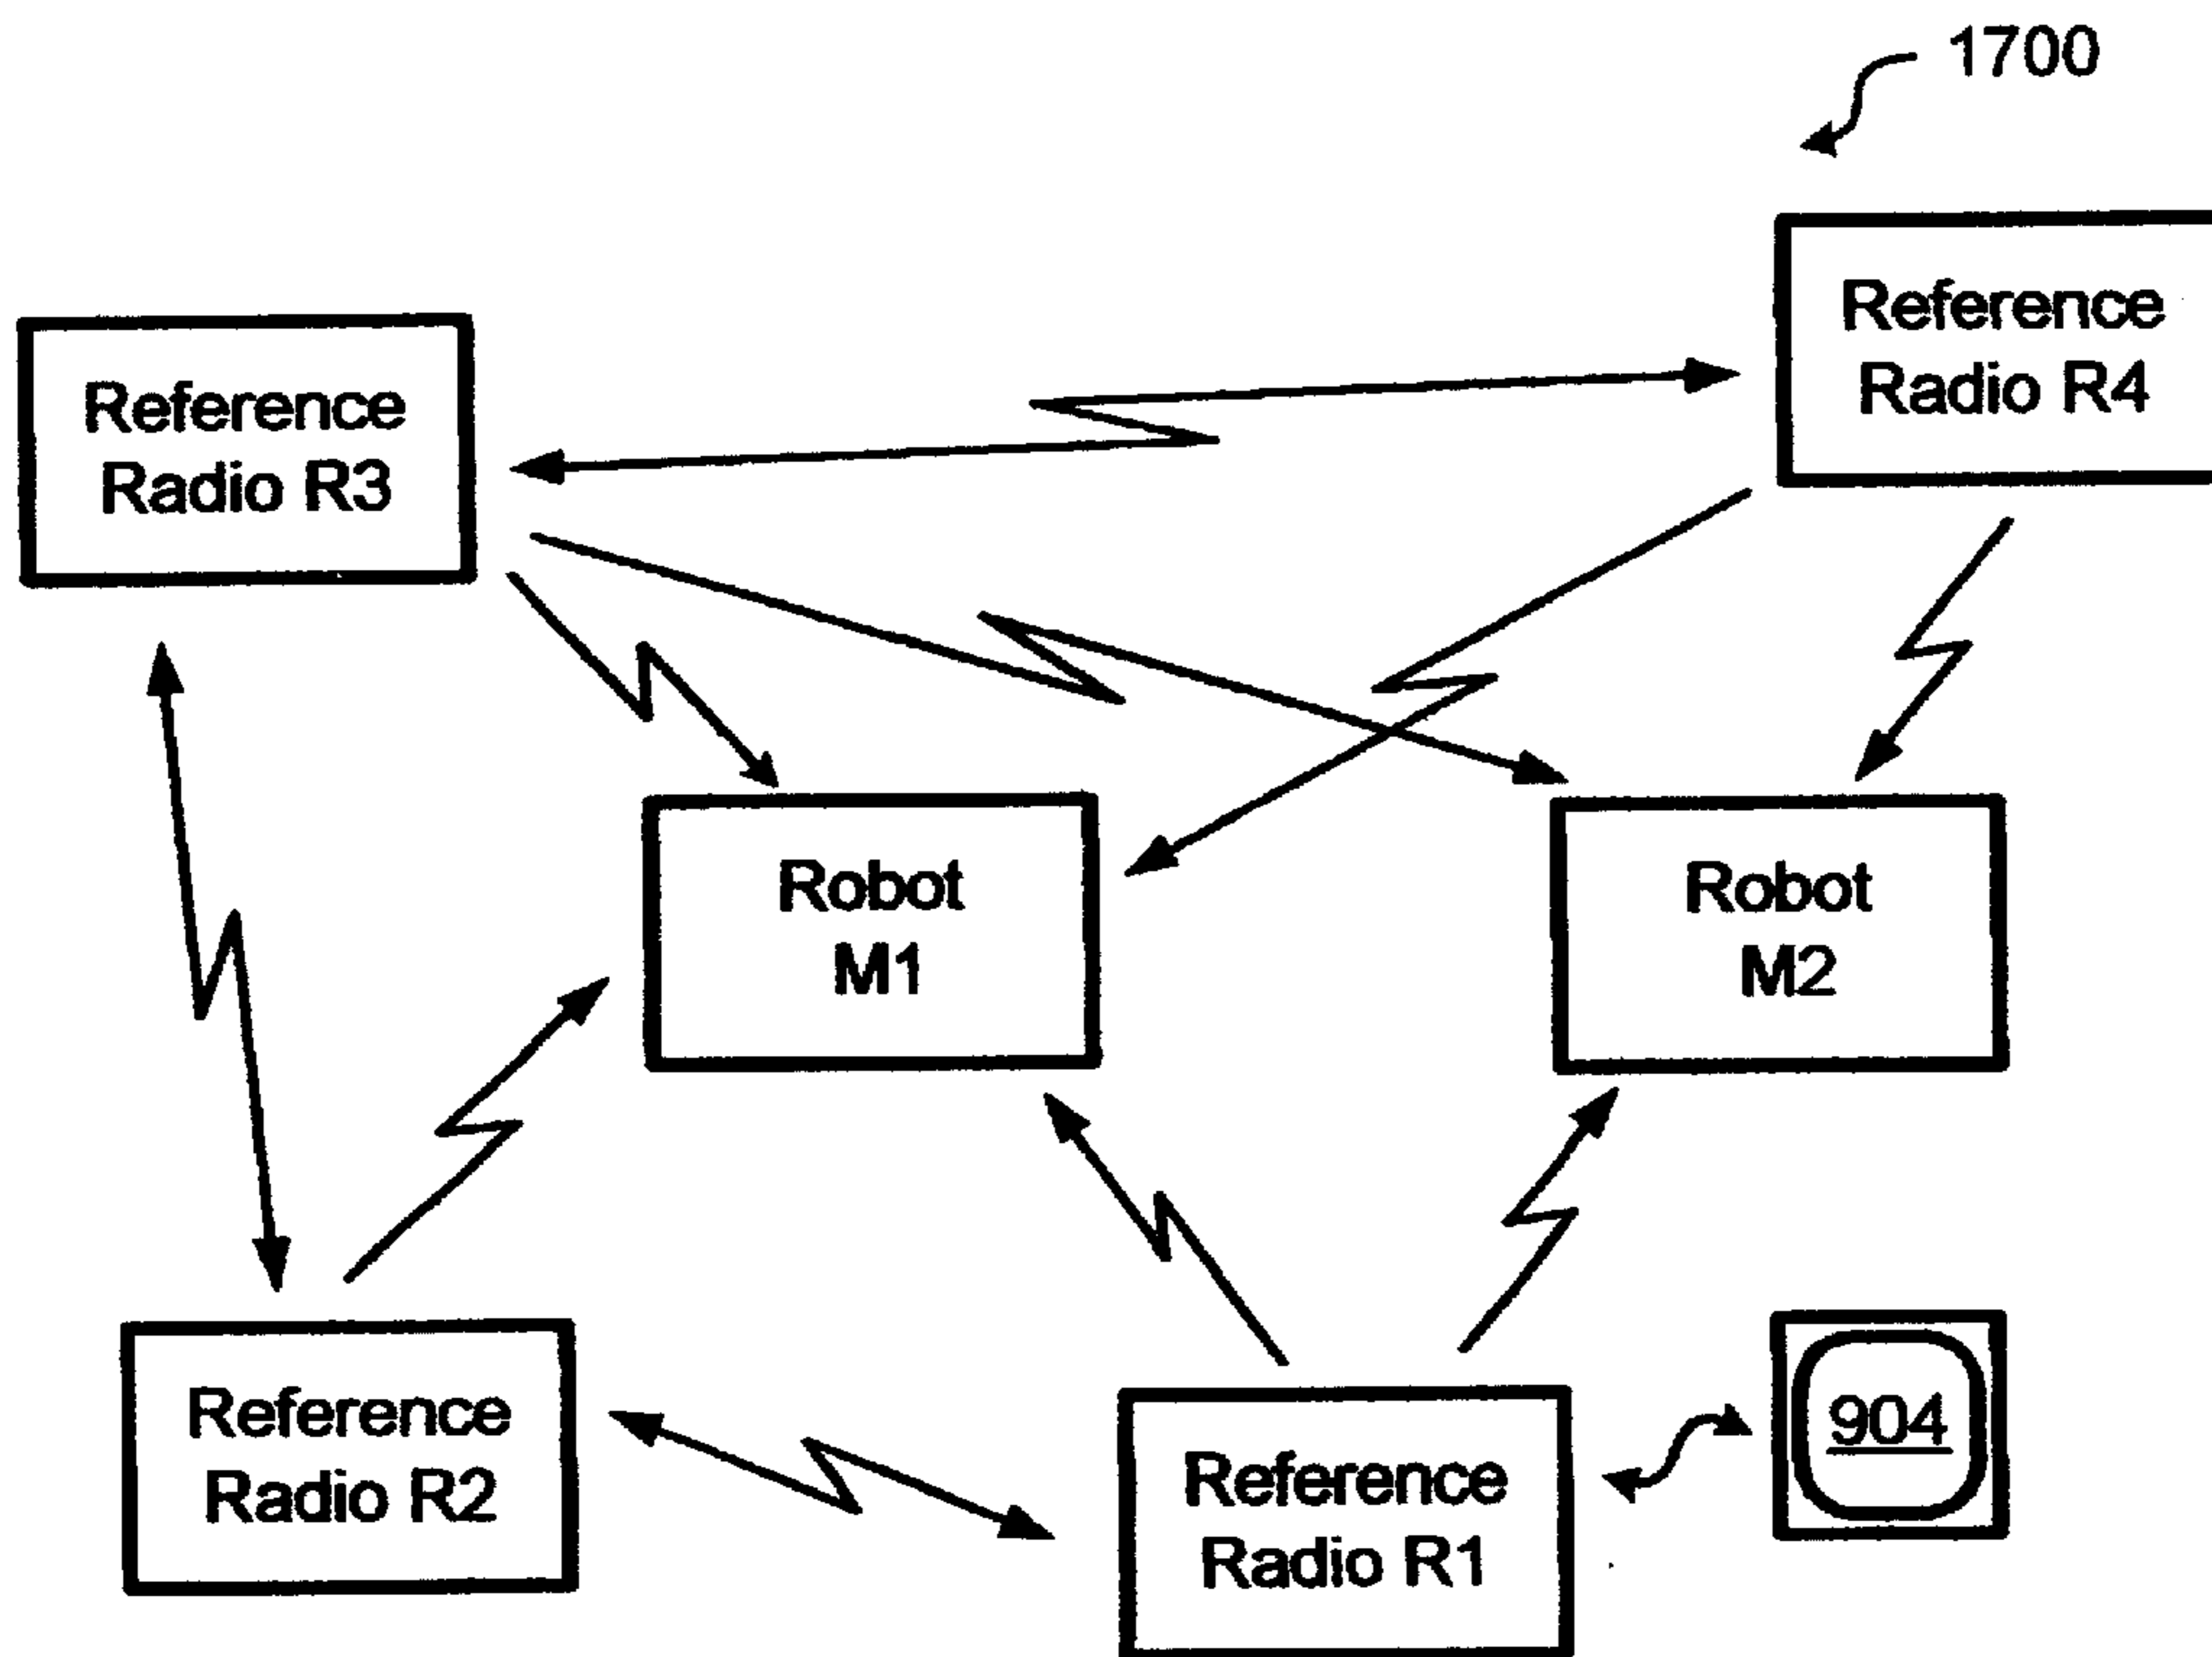 1700
Reference
Radio R4
Reference
Radio R3
Robot
M1
Robot
M2
Reference
Radio R2
Reference
Radio R1
904